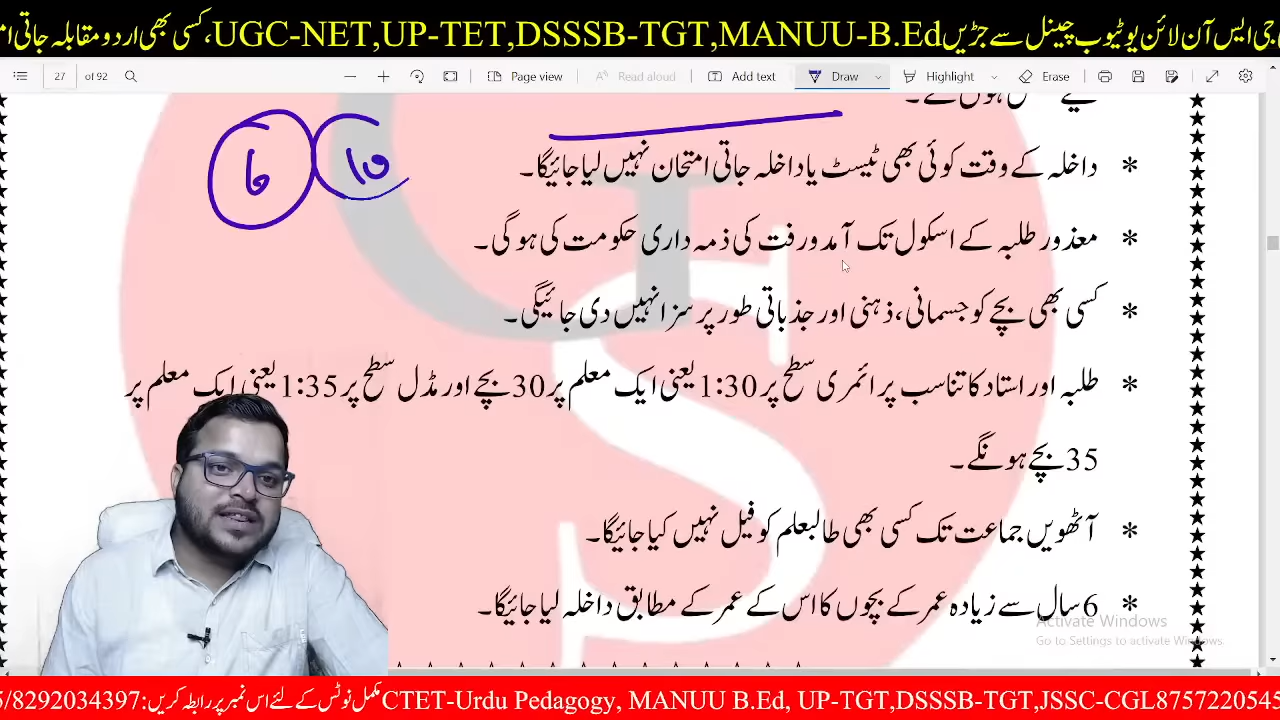 جی ایس آن لائن یوٹیوب چینل سے جڑیں UGC-NET,UP-TET,DSSSB-TGT,MANUU-B.Ed، کسی بھی اردو مقابلہ جاتی
27 of 92 Page view Read aloud Add text Draw Highlight Erase
* داخلہ کے وقت کوئی بھی ٹیسٹ یا داخلہ جاتی امتحان نہیں لیا جائیگا۔
6 10
* معذور طلبہ کے اسکول تک آمدورفت کی ذمہ داری حکومت کی ہوگی۔
* کسی بھی بچے کو جسمانی، ذہنی اور جذباتی طور پر سزا نہیں دی جائیگی۔
* طلبہ اور استاد کا تناسب پرائمری سطح پر 1:30 یعنی ایک معلم پر 30 بچے اور مڈل سطح پر 1:35 یعنی ایک معلم پر
35 بچے ہونگے۔
* آٹھویں جماعت تک کسی بھی طالبعلم کو فیل نہیں کیا جائیگا۔
* 6 سال سے زیادہ عمر کے بچوں کا اس کے عمر کے مطابق داخلہ لیا جائیگا۔
Activate Windows
Go to Settings to activate Windows.
5/8292034397: مکمل نوٹس کے لئے اس نمبر پر رابطہ کریں CTET-Urdu Pedagogy, MANUU B.Ed, UP-TGT,DSSSB-TGT,JSSC-CGL 875722054